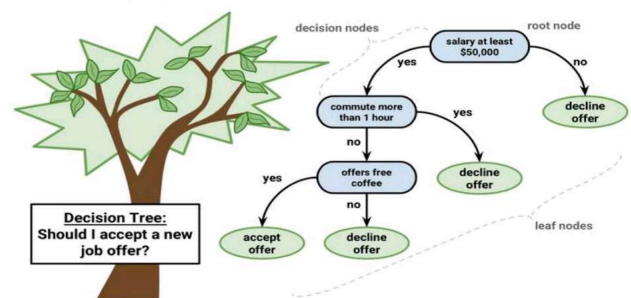 decision nodes
root node
salary at least
$50,000
yes
no
decline
offer
commute more
than 1 hour
yes
no
decline
offer
offers free
coffee
yes
no
accept
offer
decline
offer
leaf nodes
Decision Tree:
Should I accept a new
job offer?